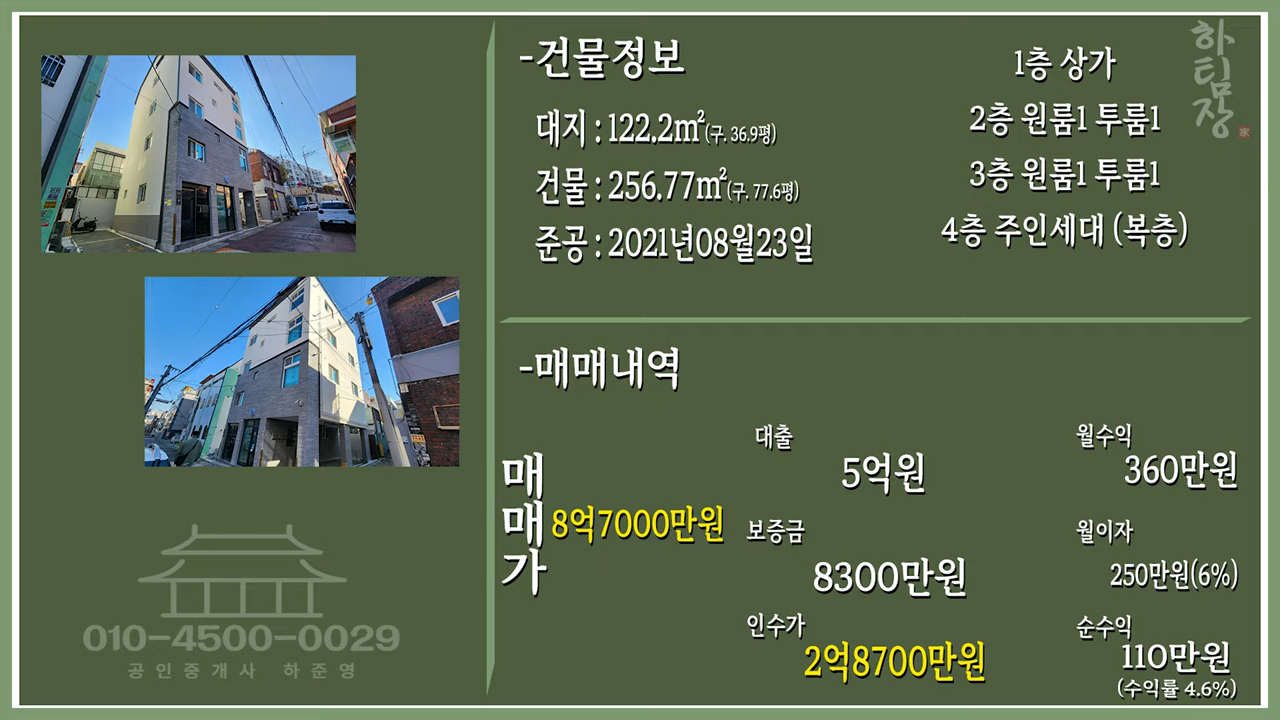 -건물정보
대지 : 122.2㎡(구. 36.9평)
건물 : 256.77㎡(구. 77.6평)
준공 : 2021년08월23일
1층 상가
2층 원룸1 투룸1
3층 원룸1 투룸1
4층 주인세대 (복층)
하팀장
家
-매매내역
매매가
8억7000만원
대출
5억원
보증금
8300만원
인수가
2억8700만원
월수익
360만원
월이자
250만원(6%)
순수익
110만원
(수익률 4.6%)
010-4500-0029
공인중개사 하준영